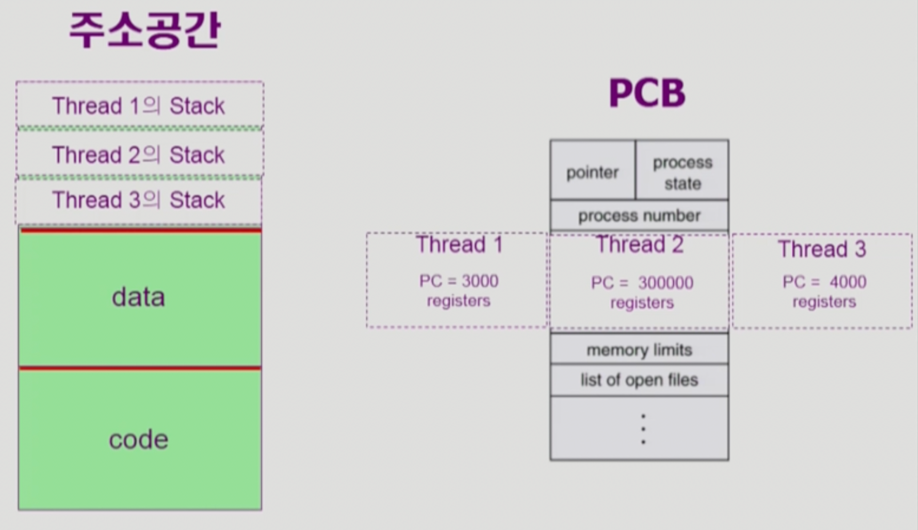 주소공간
Thread 1의 Stack
Thread 2의 Stack
Thread 3의 Stack
data
code
PCB
pointer
process
state
process number
Thread 1
PC = 3000
registers
Thread 2
PC = 300000
registers
Thread 3
PC = 4000
registers
memory limits
list of open files